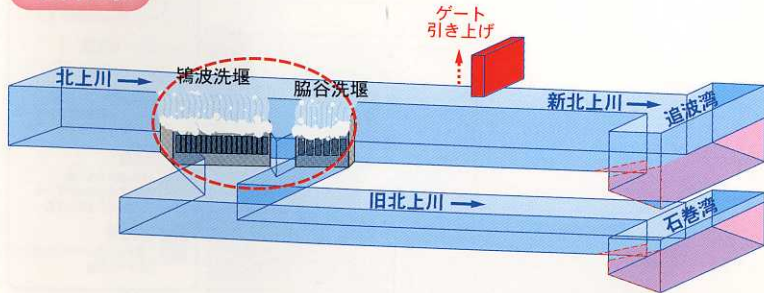 ゲート
引き上げ
北上川
鴇波洗堰
脇谷洗堰
新北上川
追波湾
旧北上川
石巻湾